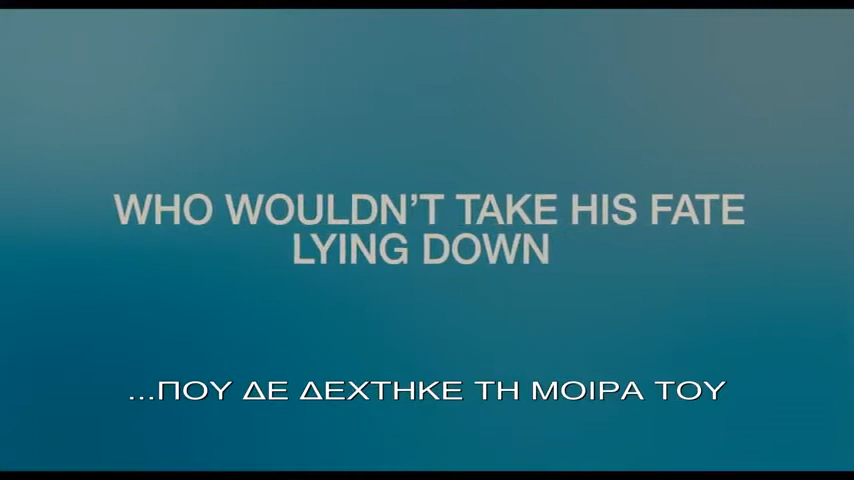 WHO WOULDN'T TAKE HIS FATE
LYING DOWN
...ΠΟΥ ΔΕ ΔΕΧΤΗΚΕ ΤΗ ΜΟΙΡΑ ΤΟΥ